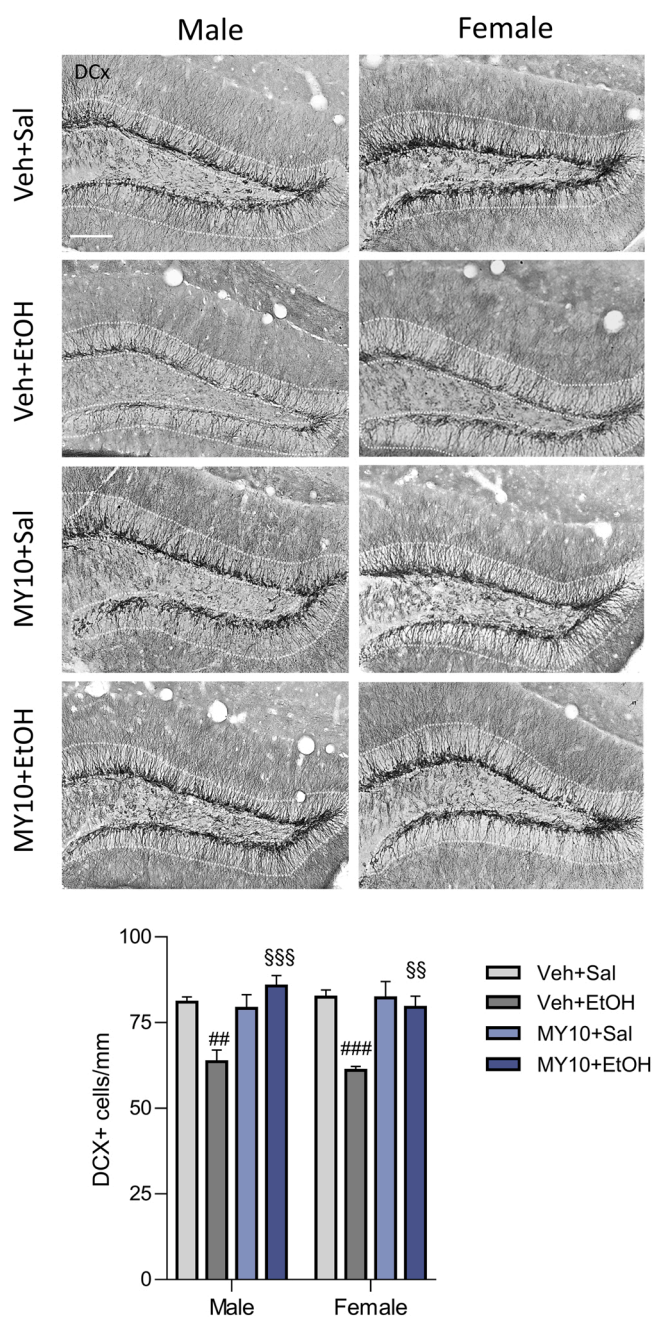 Male Female
DCx
Veh+Sal
Veh+EtOH
MY10+Sal
MY10+EtOH
100
75
50
25
0
DCX+ cells/mm
##
§§§
###
§§
Male Female
Veh+Sal
Veh+EtOH
MY10+Sal
MY10+EtOH